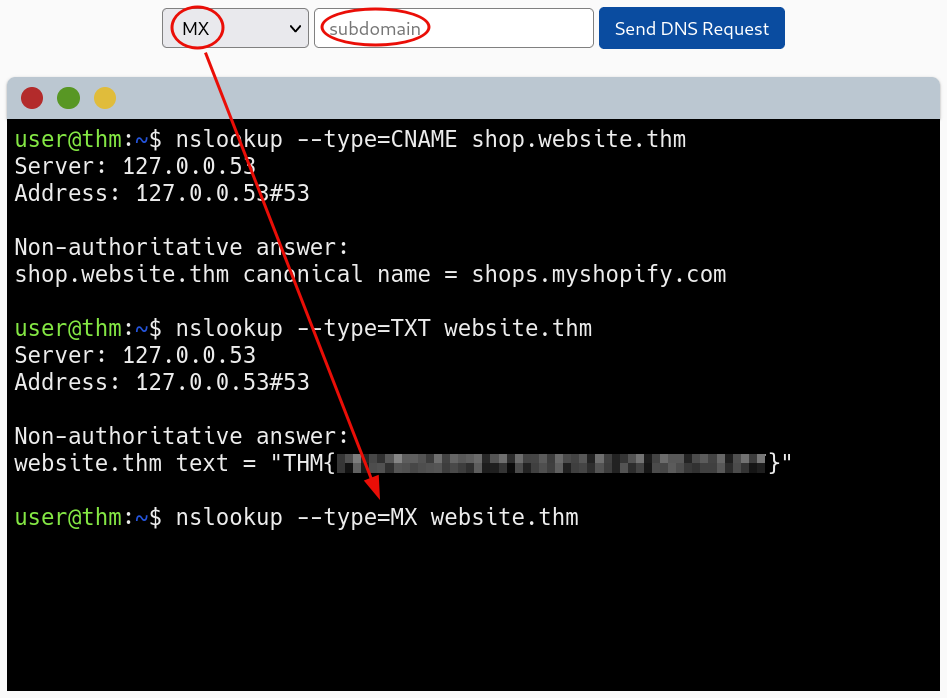 MX
subdomain
Send DNS Request
user@thm:~$ nslookup --type=CNAME shop.website.thm
Server: 127.0.0.53
Address: 127.0.0.53#53
Non-authoritative answer:
shop.website.thm canonical name = shops.myshopify.com
user@thm:~$ nslookup --type=TXT website.thm
Server: 127.0.0.53
Address: 127.0.0.53#53
Non-authoritative answer:
website.thm text = "THM{}"
user@thm:~$ nslookup --type=MX website.thm